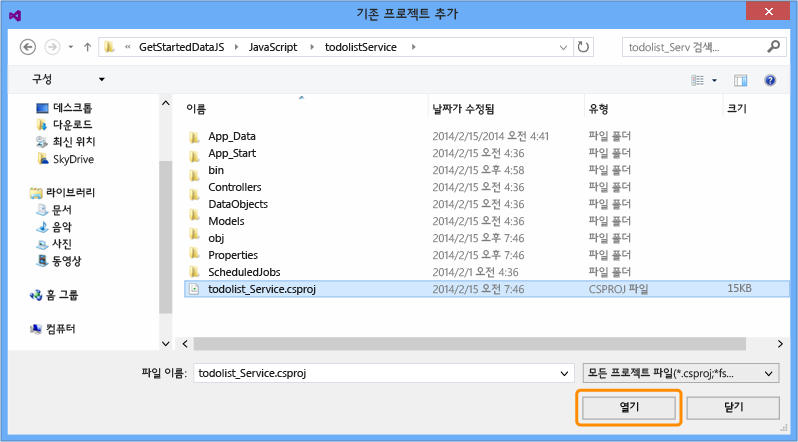 기존 프로젝트 추가
« GetStartedDataJS JavaScript todolistService
todolist_Serv 검색...
구성
이름 날짜가 수정됨 유형 크기
데스크톱
다운로드
최신 위치
SkyDrive
라이브러리
문서
음악
사진
동영상
홈 그룹
컴퓨터
App_Data 2014/2/15/2014 오전 4:41 파일 폴더
App_Start 2014/2/15 오전 4:36 파일 폴더
bin 2014/2/15 오후 4:58 파일 폴더
Controllers 2014/2/15 오전 4:36 파일 폴더
DataObjects 2014/2/15 오전 4:36 파일 폴더
Models 2014/2/15 오전 4:36 파일 폴더
obj 2014/2/15 오후 7:46 파일 폴더
Properties 2014/2/15 오후 7:46 파일 폴더
ScheduledJobs 2014/2/1 오전 4:36 파일 폴더
todolist_Service.csproj 2014/2/15 오전 7:46 CSPROJ 파일 15KB
파일 이름: todolist_Service.csproj 모든 프로젝트 파일(*.csproj;*fs...
열기 닫기